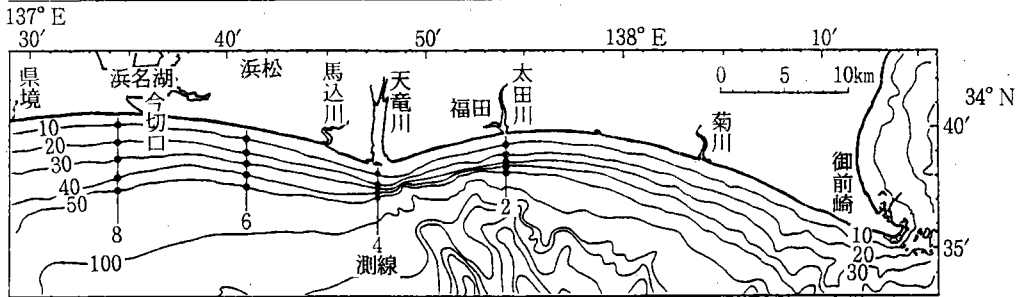 137° E
30′ 40′ 50′ 138° E 10′
県境
浜名湖
今切口
浜松
馬込川
天竜川
福田
太田川
菊川
御前崎
0 5 10km
34° N
40′
35′
10
20
30
40
50
100
8
6
4
2
測線
10
20
30